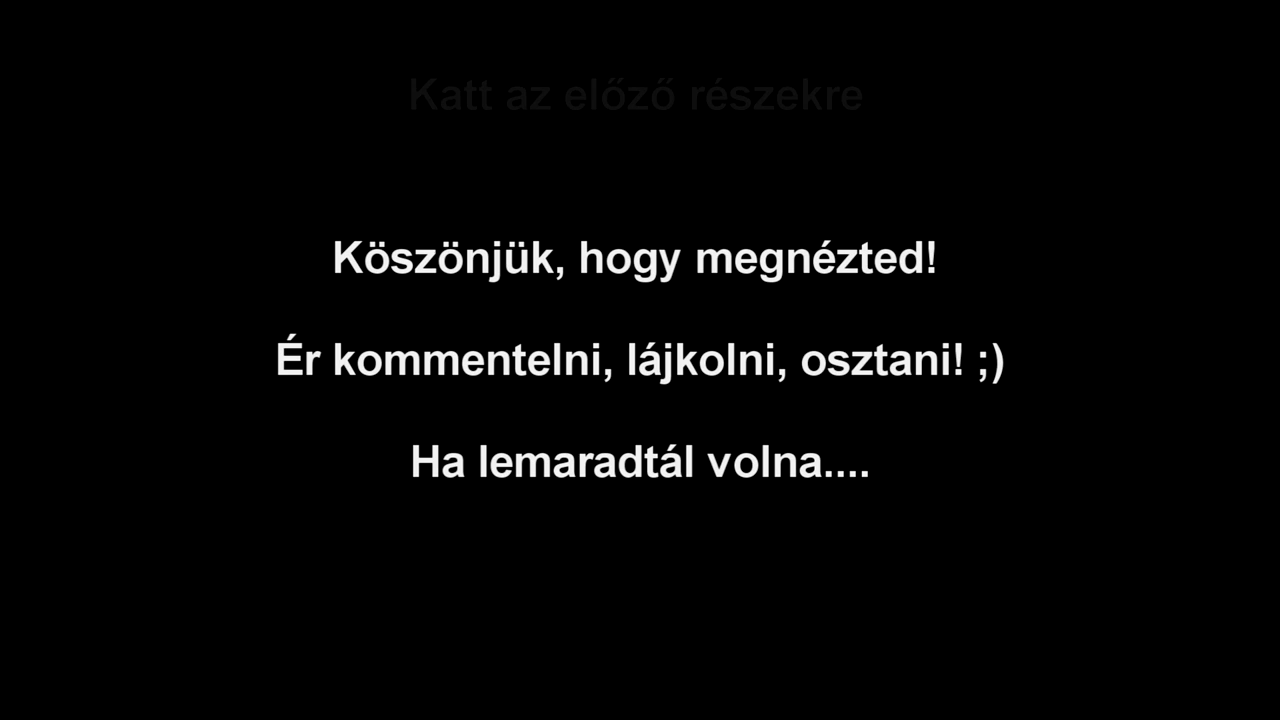 Katt az előző részekre
Köszönjük, hogy megnézted!
Ér kommentelni, lájkolni, osztani! ;)
Ha lemaradtál volna....